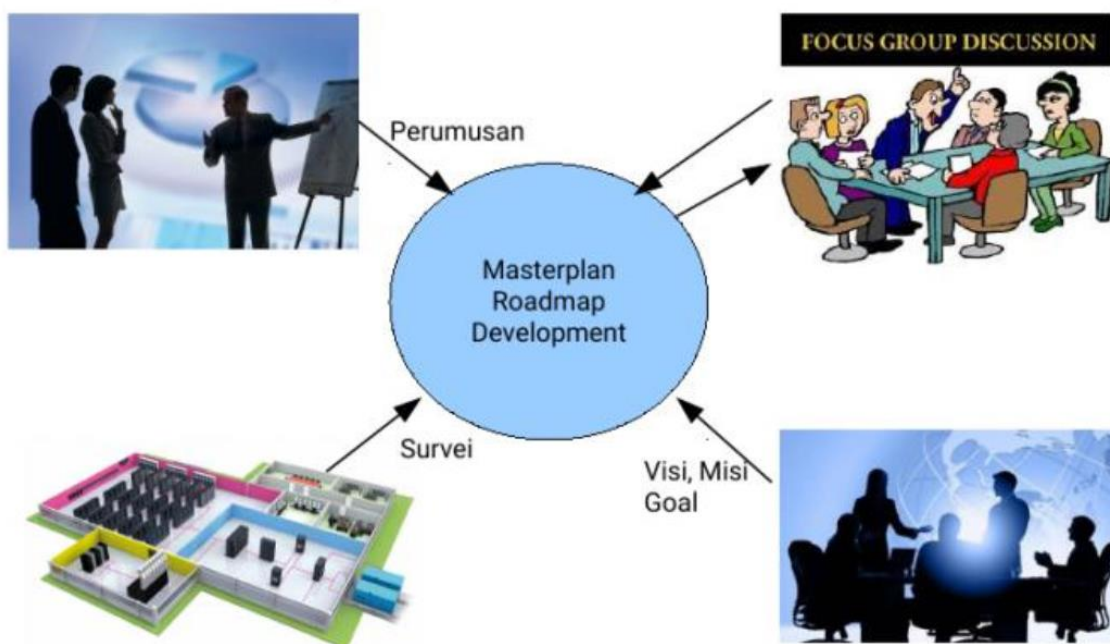 FOCUS GROUP DISCUSSION
Perumusan
Masterplan
Roadmap
Development
Survei
Visi, Misi
Goal